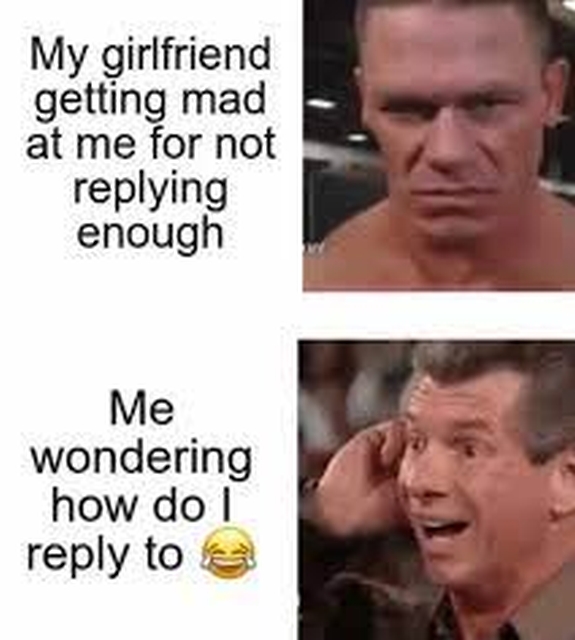 My girlfriend
getting mad
at me for not
replying
enough
Me
wondering
how do I
reply to 😂